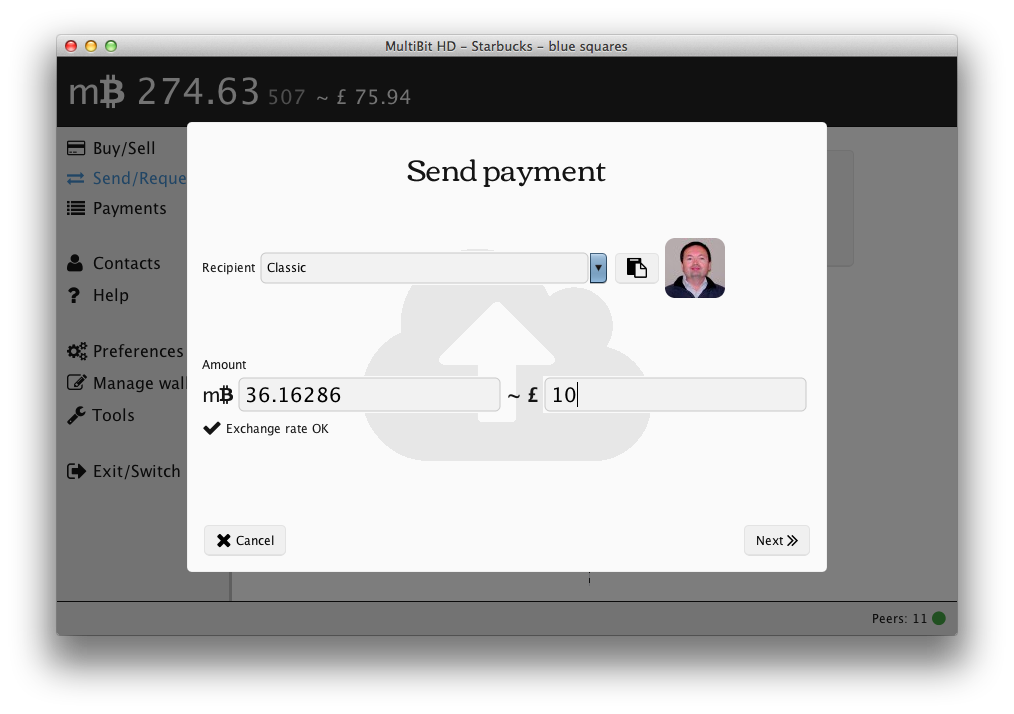 MultiBit HD – Starbucks – blue squares
m₿ 274.63 507 ~ £ 75.94
Buy/Sell
Send/Reque
Payments
Contacts
Help
Preferences
Manage wal
Tools
Exit/Switch
Send payment
Recipient Classic
Amount
m₿ 36.16286 ~ £ 10
Exchange rate OK
Cancel Next
Peers: 11